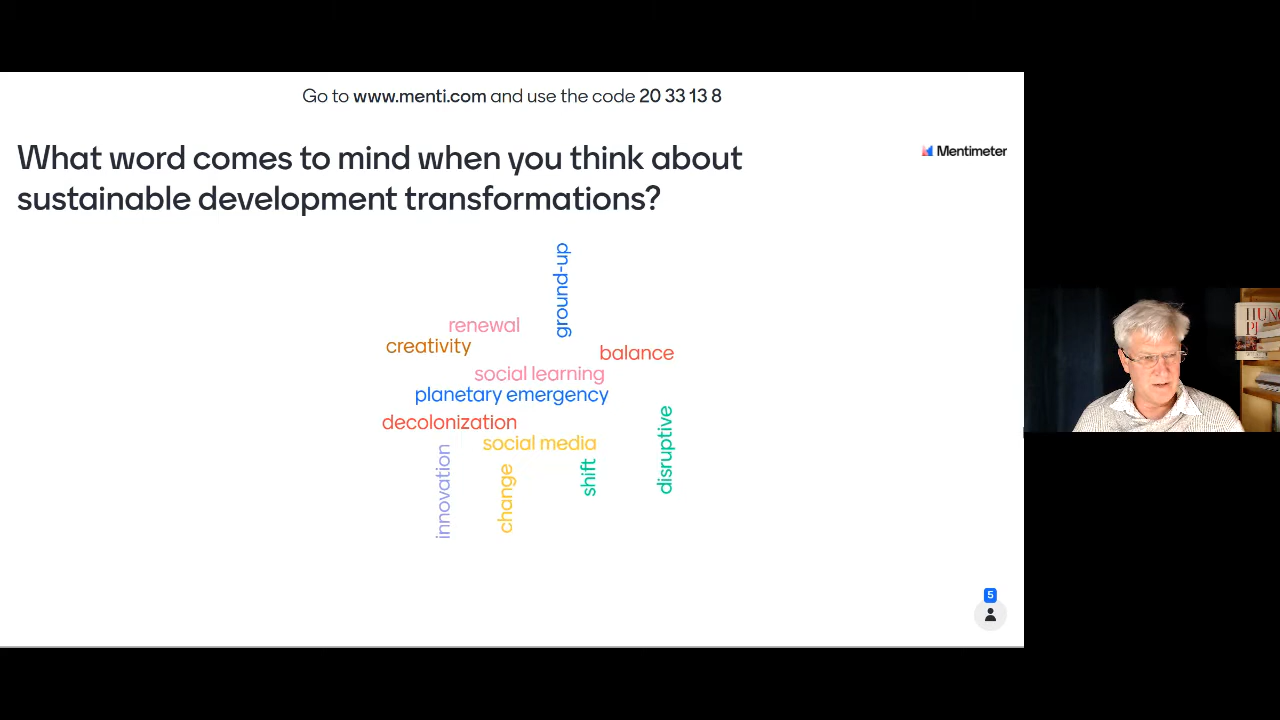 Go to www.menti.com and use the code 20 33 13 8
What word comes to mind when you think about
sustainable development transformations?
Mentimeter
ground-up
renewal
creativity
balance
social learning
planetary emergency
decolonization
social media
disruptive
innovation
change
shift
5